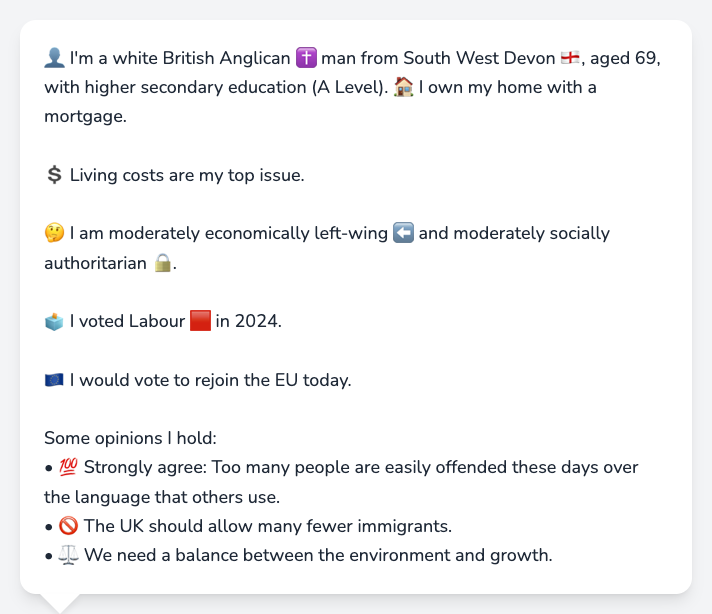 👤 I'm a white British Anglican ✝️ man from South West Devon 🏴󠁧󠁢󠁥󠁮󠁧󠁿, aged 69,
with higher secondary education (A Level). 🏠 I own my home with a
mortgage.
💲 Living costs are my top issue.
🤔 I am moderately economically left-wing ⬅️ and moderately socially
authoritarian 🔒.
🗳️ I voted Labour 🟥 in 2024.
🇪🇺 I would vote to rejoin the EU today.
Some opinions I hold:
• 💯 Strongly agree: Too many people are easily offended these days over
the language that others use.
• 🚫 The UK should allow many fewer immigrants.
• ⚖️ We need a balance between the environment and growth.